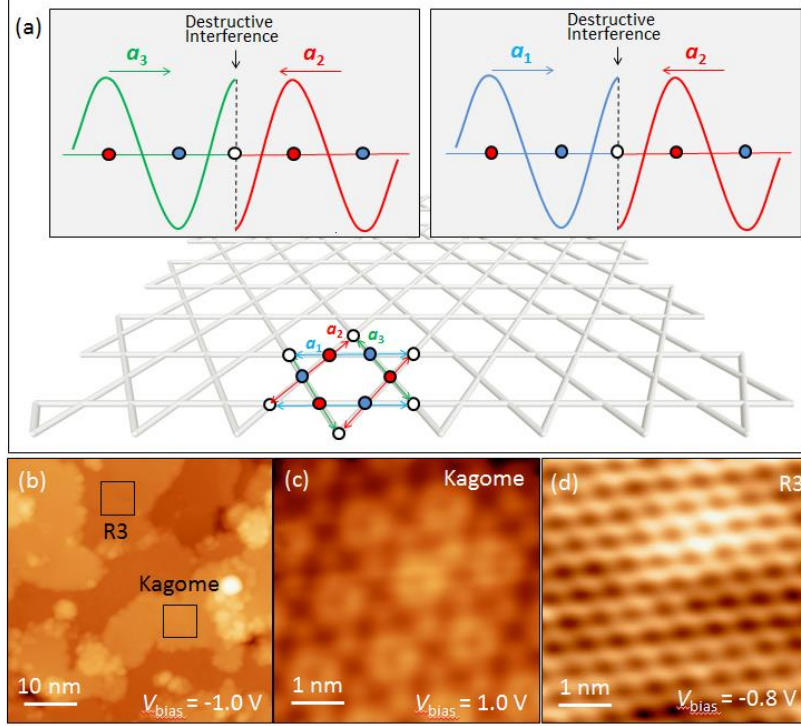 (a)
Destructive
Interference
a3
a2
Destructive
Interference
a1
a2
a2
a3
a1
(b)
R3
Kagome
10 nm
Vbias = -1.0 V
(c)
Kagome
1 nm
Vbias = 1.0 V
(d)
R3
1 nm
Vbias = -0.8 V